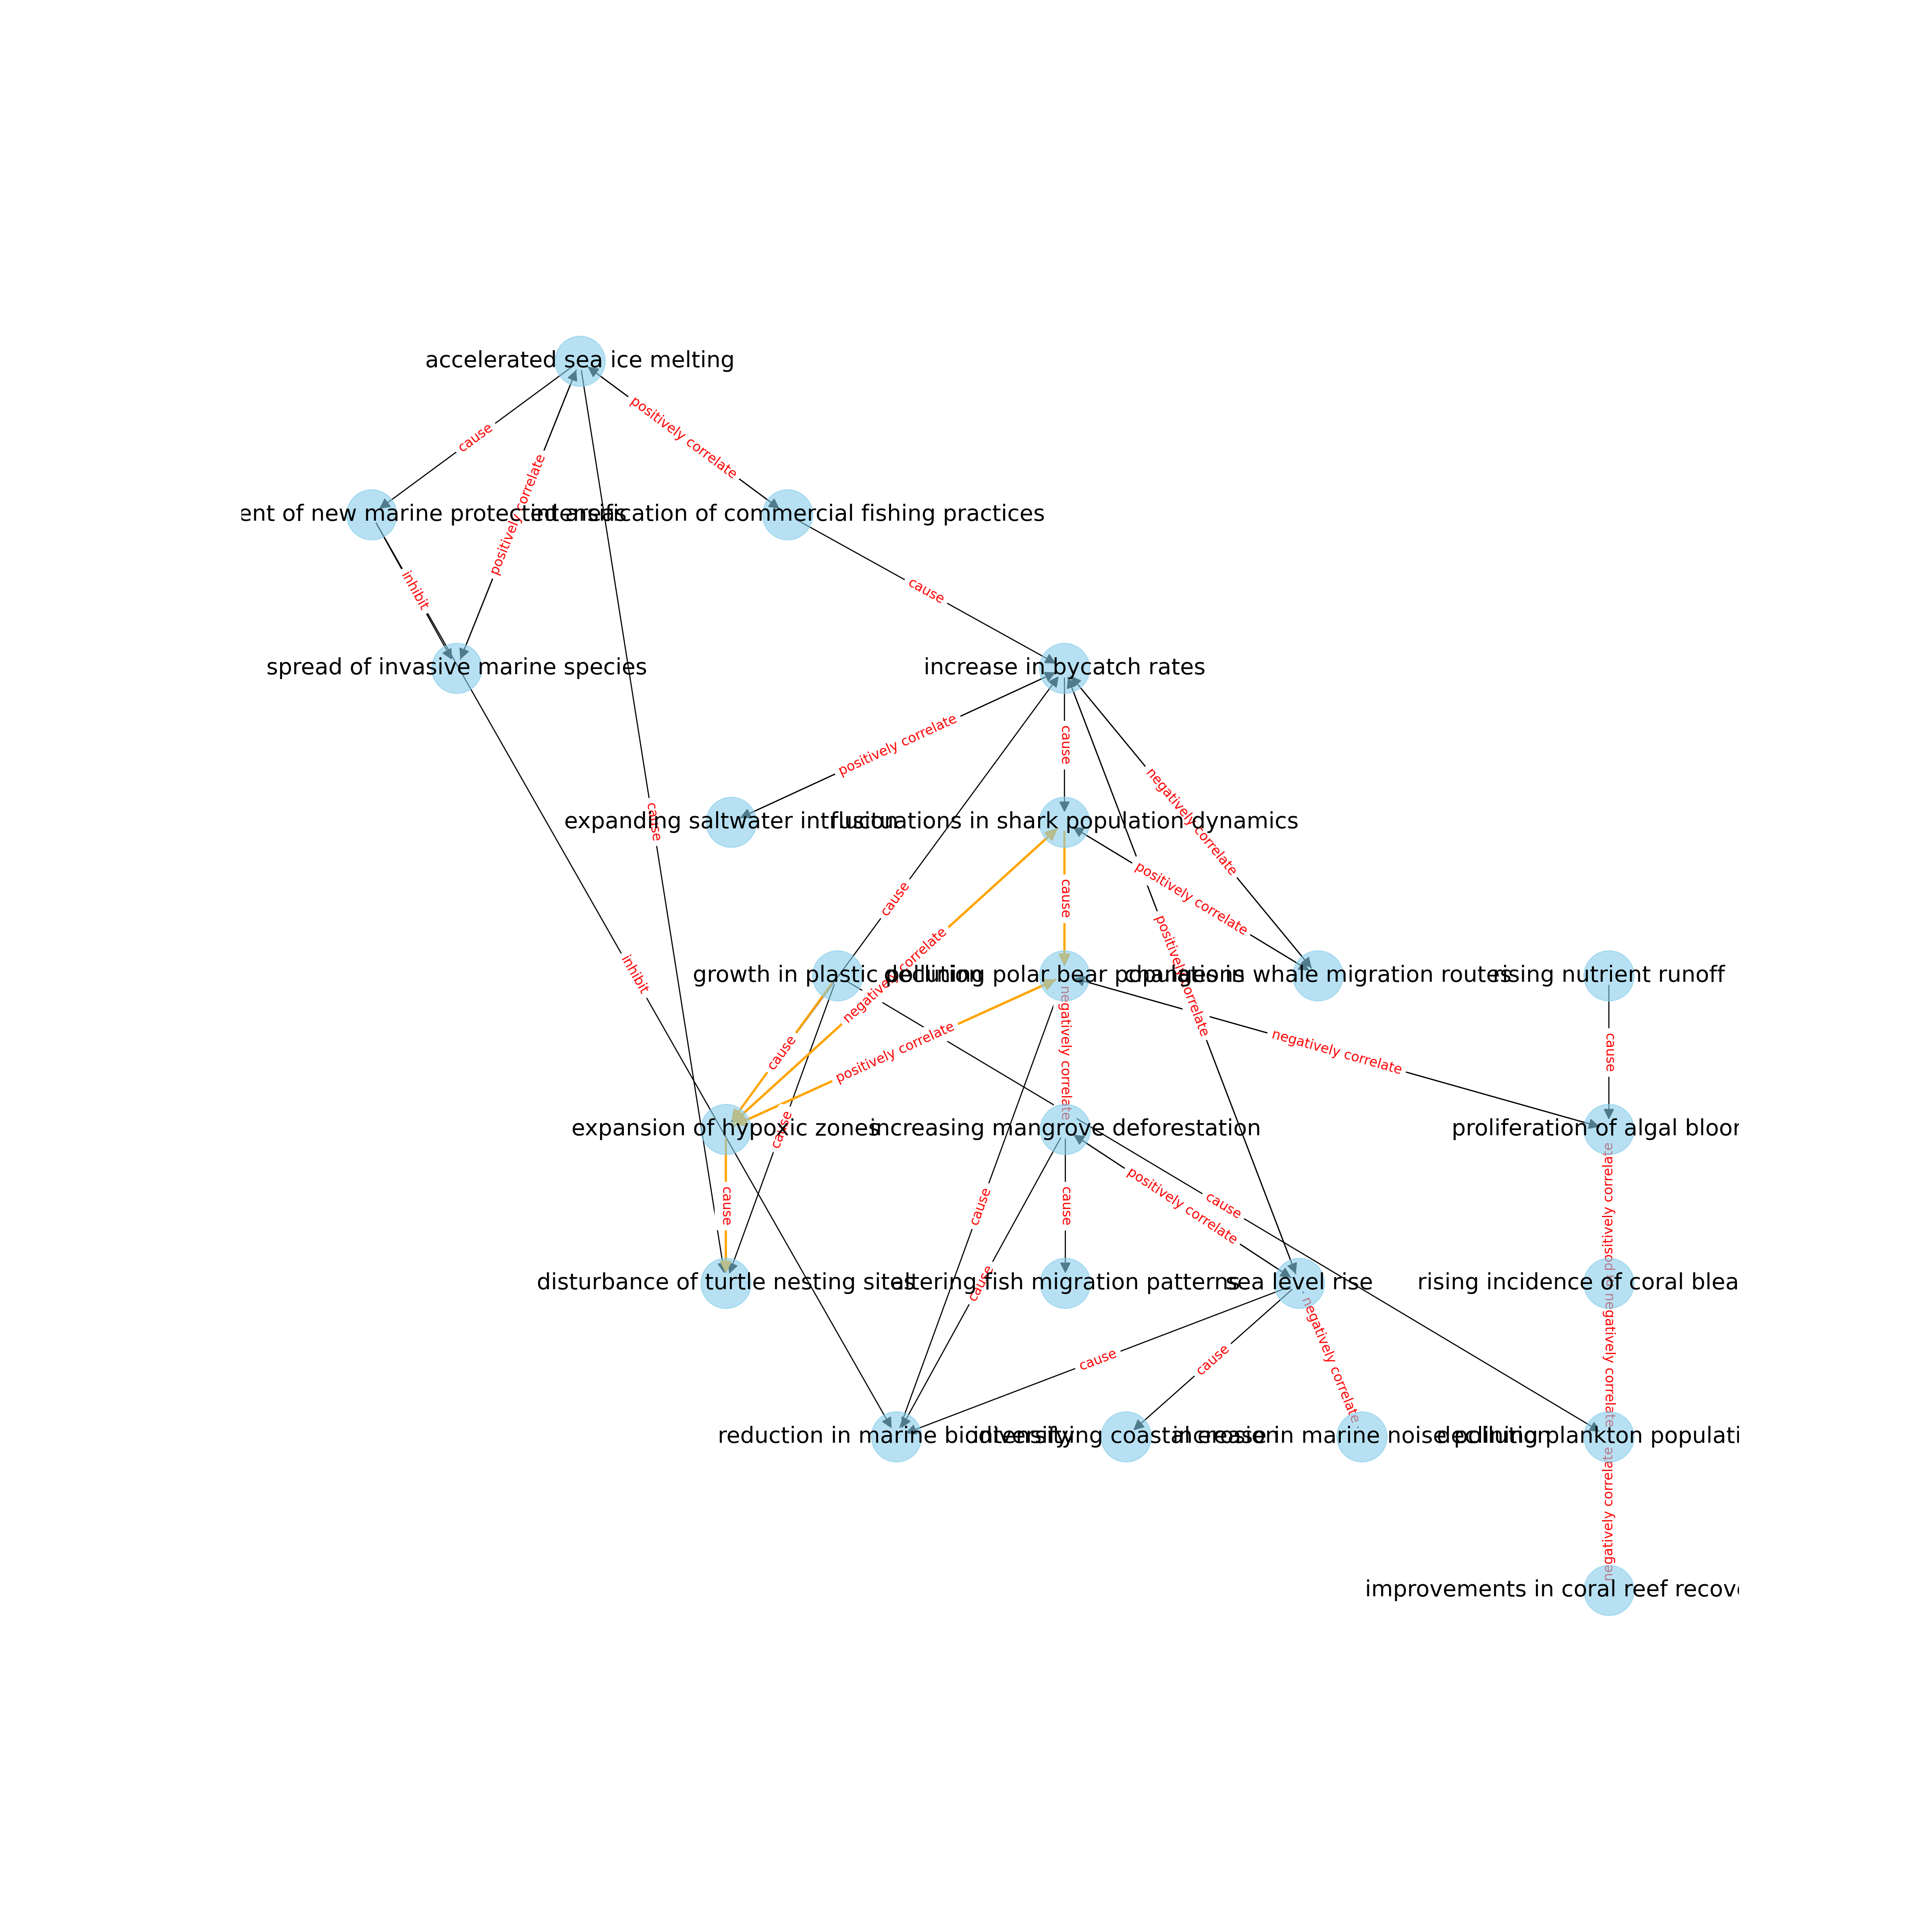 accelerated sea ice melting
cause
positively correlate
positively correlate
ent of new marine protected areas
intensification of commercial fishing practices
inhibit
cause
spread of invasive marine species
increase in bycatch rates
positively correlate
cause
negatively correlate
expanding saltwater intrusion
fluctuations in shark population dynamics
cause
cause
cause
positively correlate
negatively correlate
positively correlate
inhibit
growth in plastic pollution
declining polar bear populations
changes in whale migration routes
rising nutrient runoff
cause
positively correlate
negatively correlate
negatively correlate
cause
expansion of hypoxic zones
cause
increasing mangrove deforestation
proliferation of algal bloo
cause
cause
cause
positively correlate
cause
positively correlate
disturbance of turtle nesting sites
cause
altering fish migration patterns
sea level rise
rising incidence of coral blea
cause
cause
negatively correlate
negatively correlate
reduction in marine biodiversity
intensifying coastal erosion
increase in marine noise pollution
declining plankton populati
negatively correlate
improvements in coral reef recov